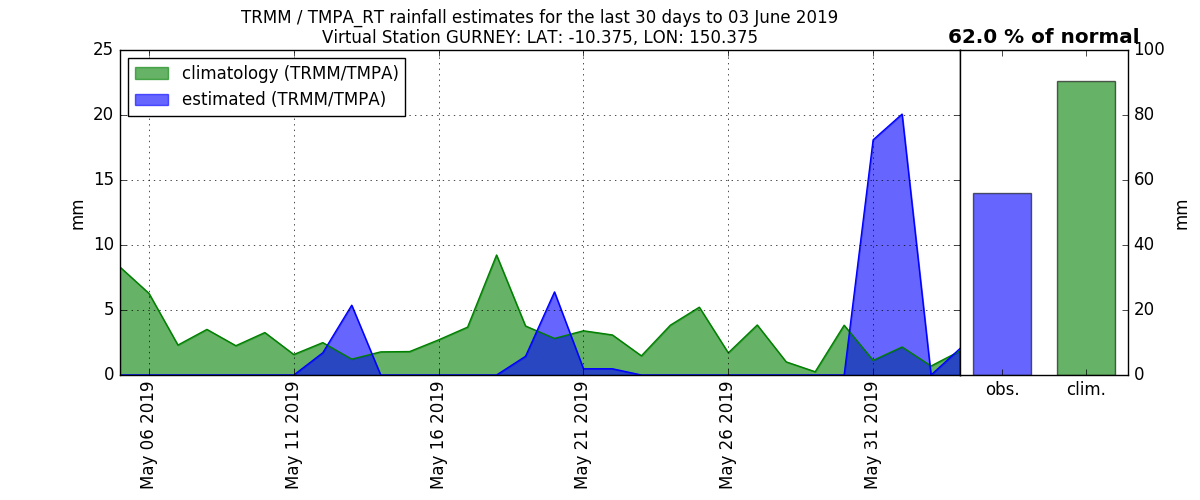 TRMM / TMPA_RT rainfall estimates for the last 30 days to 03 June 2019
Virtual Station GURNEY: LAT: -10.375, LON: 150.375
62.0 % of normal
climatology (TRMM/TMPA)
estimated (TRMM/TMPA)
25
20
15
10
5
0
mm
May 06 2019
May 11 2019
May 16 2019
May 21 2019
May 26 2019
May 31 2019
100
80
60
40
20
0
mm
obs.
clim.